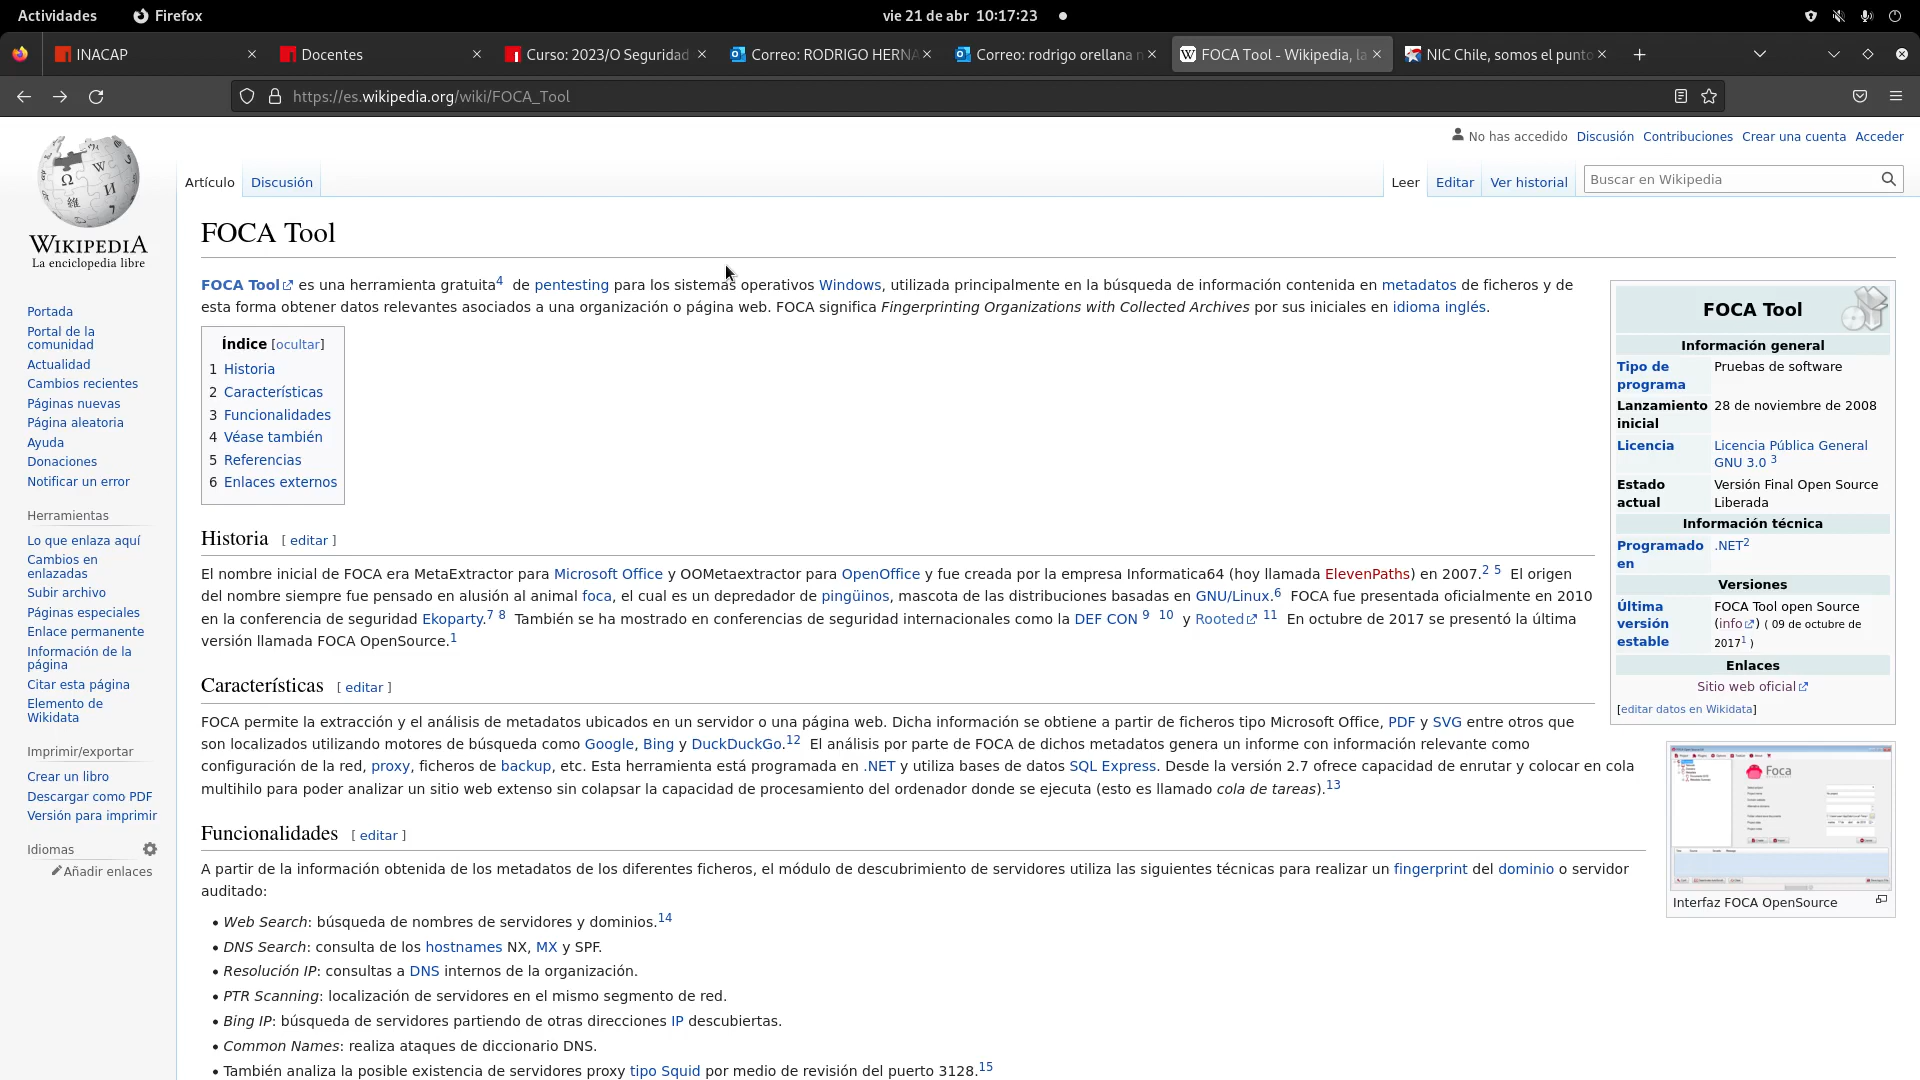 Actividades Firefox vie 21 de abr 10:17:23
INACAP Docentes Curso: 2023/O Seguridad Correo: RODRIGO HERNA Correo: rodrigo orellana n FOCA Tool - Wikipedia, la NIC Chile, somos el punto
https://es.wikipedia.org/wiki/FOCA_Tool
No has accedido Discusión Contribuciones Crear una cuenta Acceder
Artículo Discusión Leer Editar Ver historial Buscar en Wikipedia
WIKIPEDIA
La enciclopedia libre
Portada
Portal de la
comunidad
Actualidad
Cambios recientes
Páginas nuevas
Página aleatoria
Ayuda
Donaciones
Notificar un error
Herramientas
Lo que enlaza aquí
Cambios en
enlazadas
Subir archivo
Páginas especiales
Enlace permanente
Información de la
página
Citar esta página
Elemento de
Wikidata
Imprimir/exportar
Crear un libro
Descargar como PDF
Versión para imprimir
Idiomas
Añadir enlaces
FOCA Tool
FOCA Tool es una herramienta gratuita4 de pentesting para los sistemas operativos Windows, utilizada principalmente en la búsqueda de información contenida en metadatos de ficheros y de
esta forma obtener datos relevantes asociados a una organización o página web. FOCA significa Fingerprinting Organizations with Collected Archives por sus iniciales en idioma inglés.
Índice [ocultar]
1 Historia
2 Características
3 Funcionalidades
4 Véase también
5 Referencias
6 Enlaces externos
Historia [ editar ]
El nombre inicial de FOCA era MetaExtractor para Microsoft Office y OOMetaextractor para OpenOffice y fue creada por la empresa Informatica64 (hoy llamada ElevenPaths) en 2007.2 5 El origen
del nombre siempre fue pensado en alusión al animal foca, el cual es un depredador de pingüinos, mascota de las distribuciones basadas en GNU/Linux.6 FOCA fue presentada oficialmente en 2010
en la conferencia de seguridad Ekoparty.7 8 También se ha mostrado en conferencias de seguridad internacionales como la DEF CON 9 10 y Rooted 11 En octubre de 2017 se presentó la última
versión llamada FOCA OpenSource.1
Características [ editar ]
FOCA permite la extracción y el análisis de metadatos ubicados en un servidor o una página web. Dicha información se obtiene a partir de ficheros tipo Microsoft Office, PDF y SVG entre otros que
son localizados utilizando motores de búsqueda como Google, Bing y DuckDuckGo.12 El análisis por parte de FOCA de dichos metadatos genera un informe con información relevante como
configuración de la red, proxy, ficheros de backup, etc. Esta herramienta está programada en .NET y utiliza bases de datos SQL Express. Desde la versión 2.7 ofrece capacidad de enrutar y colocar en cola
multihilo para poder analizar un sitio web extenso sin colapsar la capacidad de procesamiento del ordenador donde se ejecuta (esto es llamado cola de tareas).13
Funcionalidades [ editar ]
A partir de la información obtenida de los metadatos de los diferentes ficheros, el módulo de descubrimiento de servidores utiliza las siguientes técnicas para realizar un fingerprint del dominio o servidor
auditado:
• Web Search: búsqueda de nombres de servidores y dominios.14
• DNS Search: consulta de los hostnames NX, MX y SPF.
• Resolución IP: consultas a DNS internos de la organización.
• PTR Scanning: localización de servidores en el mismo segmento de red.
• Bing IP: búsqueda de servidores partiendo de otras direcciones IP descubiertas.
• Common Names: realiza ataques de diccionario DNS.
• También analiza la posible existencia de servidores proxy tipo Squid por medio de revisión del puerto 3128.15
FOCA Tool
Información general
Tipo de Pruebas de software
programa
Lanzamiento 28 de noviembre de 2008
inicial
Licencia Licencia Pública General
GNU 3.0 3
Estado Versión Final Open Source
actual Liberada
Información técnica
Programado .NET2
en
Versiones
Última FOCA Tool open Source
versión (info) ( 09 de octubre de
estable 20171 )
Enlaces
Sitio web oficial
[editar datos en Wikidata]
Foca
Interfaz FOCA OpenSource